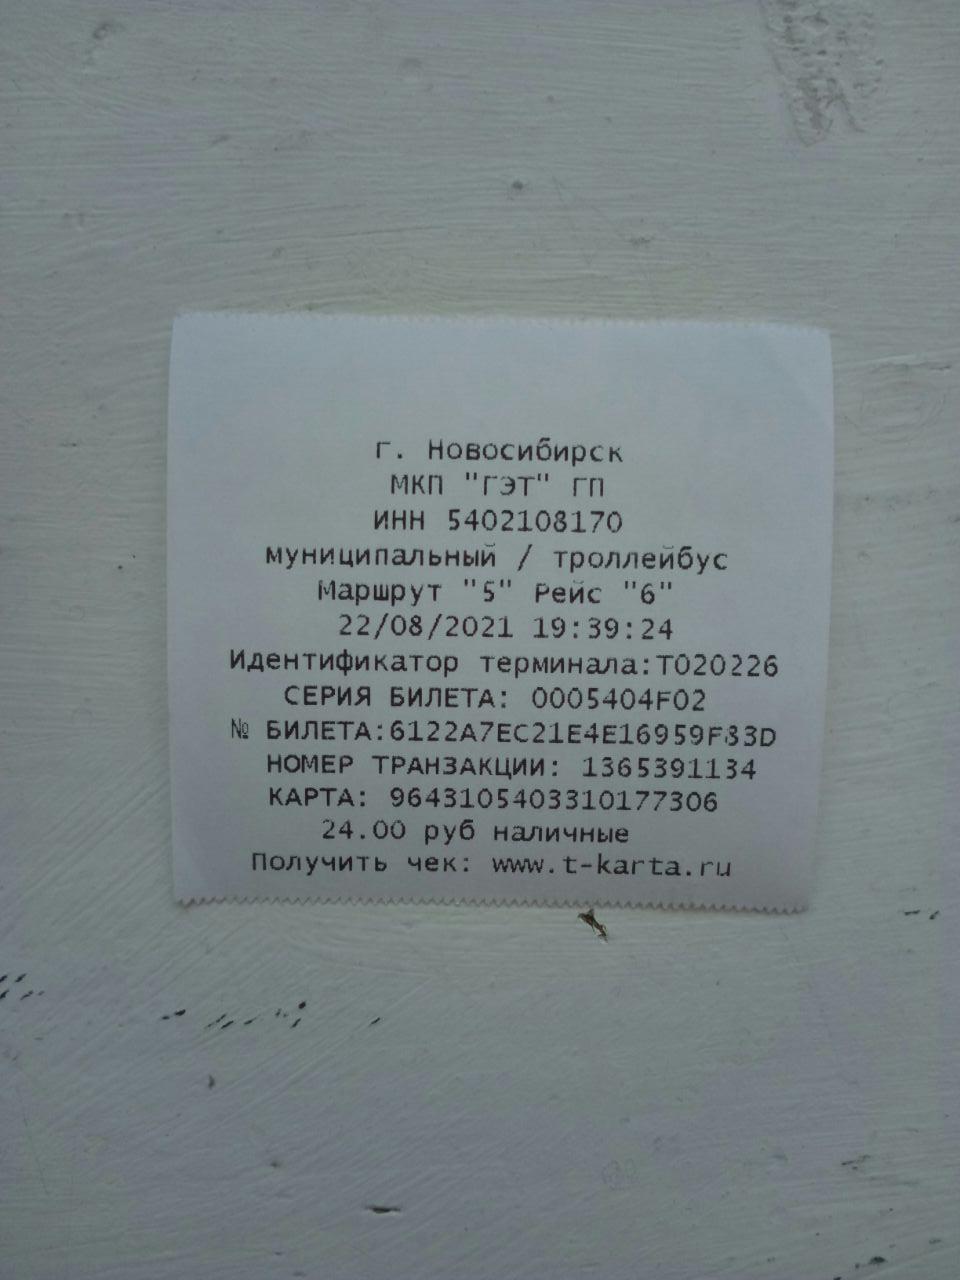 г. Новосибирск
МКП "ГЭТ" ГП
ИНН 5402108170
муниципальный / троллейбус
Маршрут "5" Рейс "6"
22/08/2021 19:39:24
Идентификатор терминала:T020226
СЕРИЯ БИЛЕТА: 0005404F02
№ БИЛЕТА:6122A7EC21E4E16959F83D
НОМЕР ТРАНЗАКЦИИ: 1365391134
КАРТА: 9643105403310177306
24.00 руб наличные
Получить чек: www.t-karta.ru